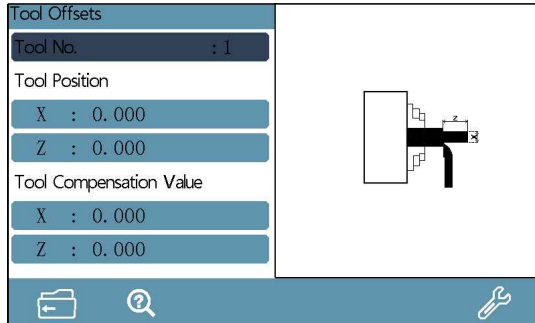 Tool Offsets
Tool No. : 1
Tool Position
X : 0.000
Z : 0.000
Tool Compensation Value
X : 0.000
Z : 0.000
Z
X